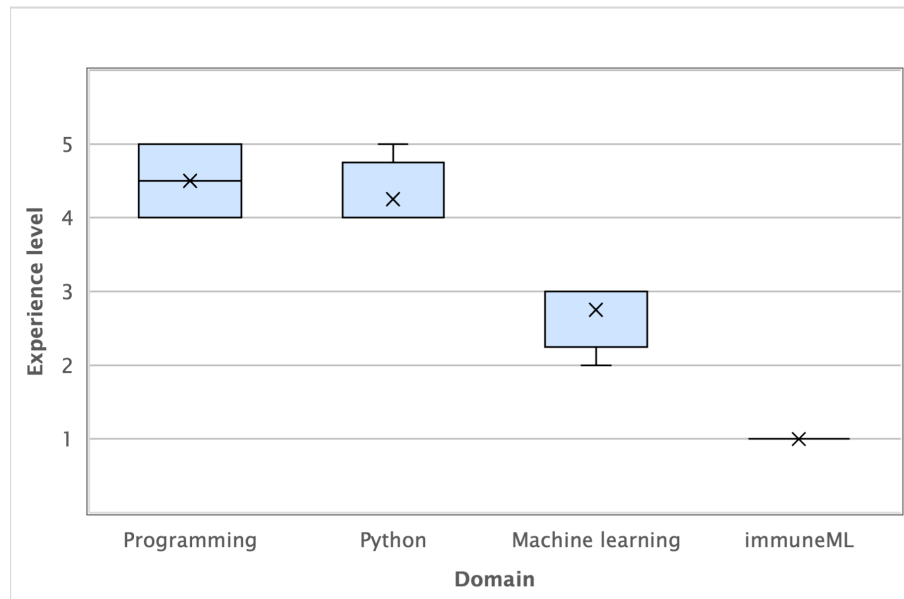 Experience level
5
4
3
2
1
Programming
Python
Machine learning
immuneML
Domain